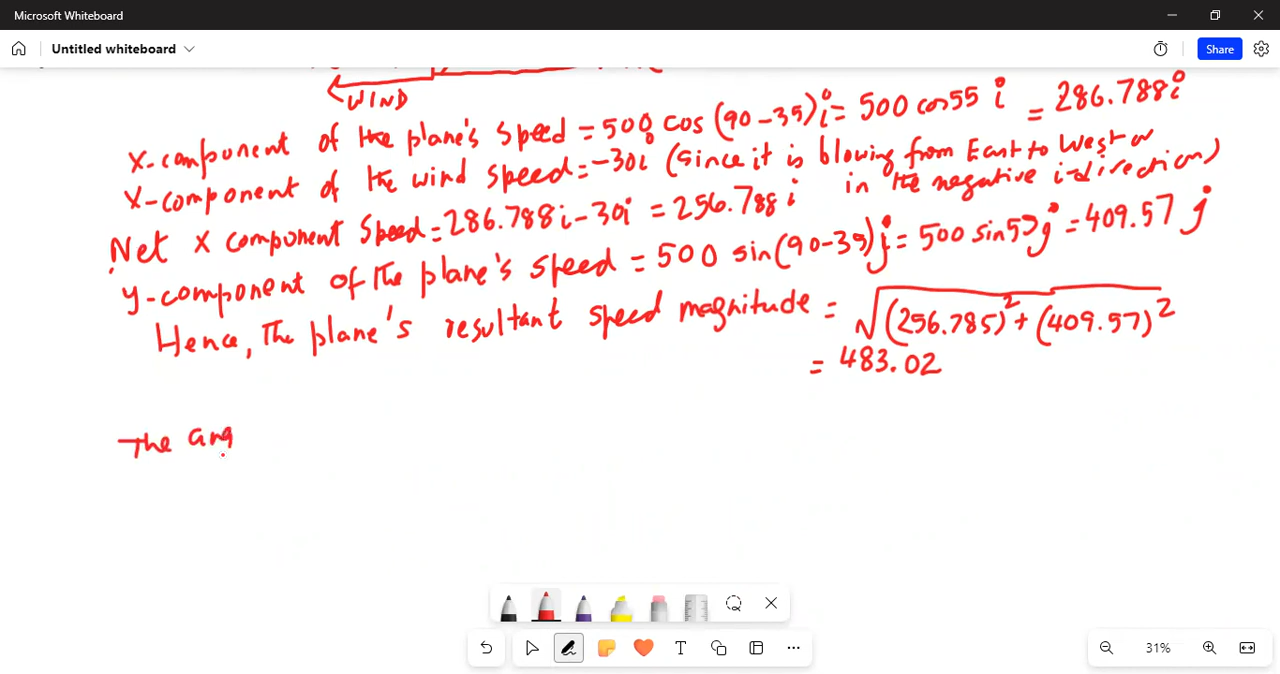 Microsoft Whiteboard
Untitled whiteboard
Share
WIND
x-component of the plane's speed = 500 cos (90-35)i = 500 cos55 i = 286.788i
x-component of the wind speed = -30i (since it is blowing from East to West or in the negative i-direction)
Net x component speed = 286.788i - 30i = 256.788 i
y-component of the plane's speed = 500 sin(90-35)j = 500 sin55j = 409.57 j
Hence, the plane's resultant speed magnitude = √(256.785)² + (409.57)²
= 483.02
The ang
31%